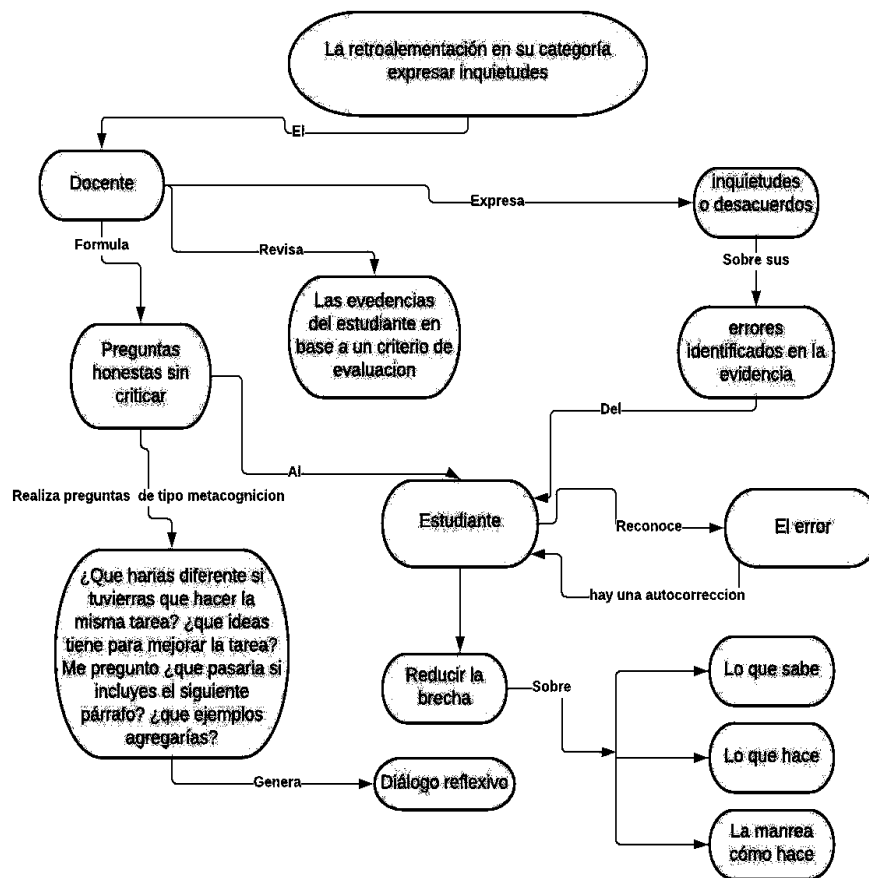 La retroalementación en su categoría
expresar inquietudes
El
Docente
Expresa
inquietudes
o desacuerdos
Formula
Revisa
Sobre sus
Las evedencias
del estudiante en
base a un criterio de
evaluacion
Preguntas
honestas sin
criticar
errores
identificados en la
evidencia
Del
Al
Realiza preguntas de tipo metacognicion
Estudiante
Reconoce
El error
hay una autocorreccion
¿Que harias diferente si
tuvierras que hacer la
misma tarea? ¿que ideas
tiene para mejorar la tarea?
Me pregunto ¿que pasaria si
incluyes el siguiente
párrafo? ¿que ejemplos
agregarías?
Reducir la
brecha
Sobre
Lo que sabe
Lo que hace
La manrea
cómo hace
Genera
Diálogo reflexivo